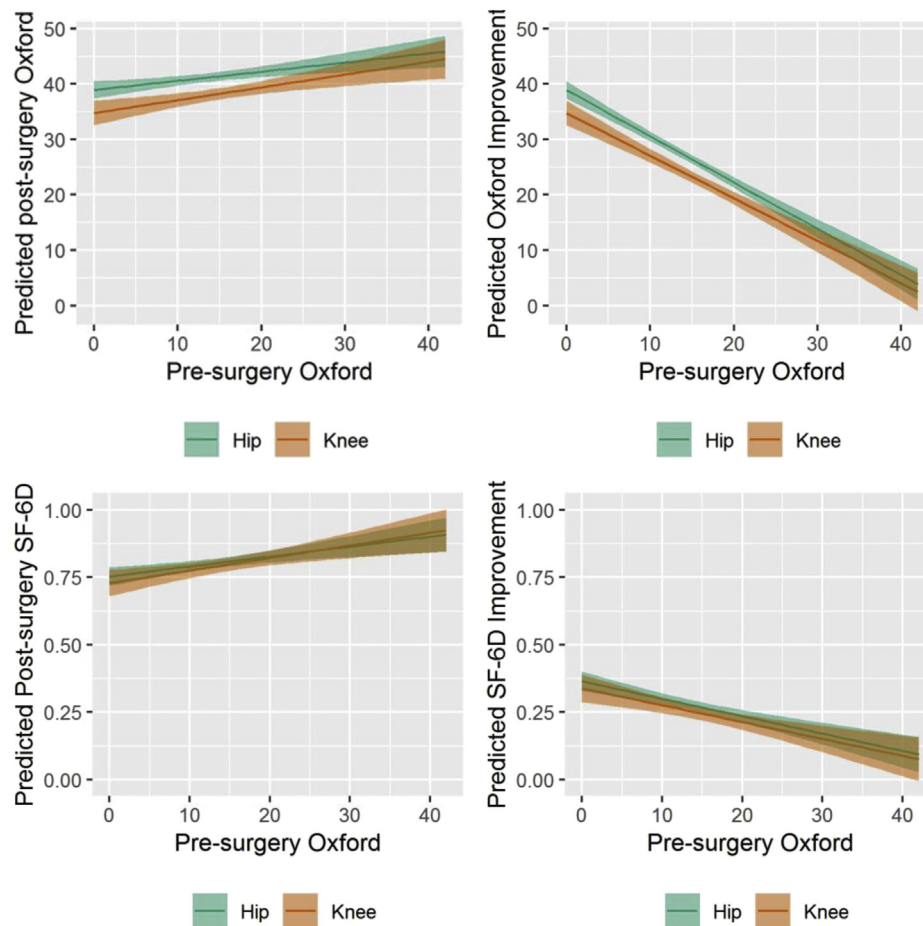 Predicted post-surgery Oxford
50
40
30
20
10
0
0 10 20 30 40
Pre-surgery Oxford
Hip Knee
Predicted Oxford Improvement
50
40
30
20
10
0
0 10 20 30 40
Pre-surgery Oxford
Hip Knee
Predicted Post-surgery SF-6D
1.00
0.75
0.50
0.25
0.00
0 10 20 30 40
Pre-surgery Oxford
Hip Knee
Predicted SF-6D Improvement
1.00
0.75
0.50
0.25
0.00
0 10 20 30 40
Pre-surgery Oxford
Hip Knee